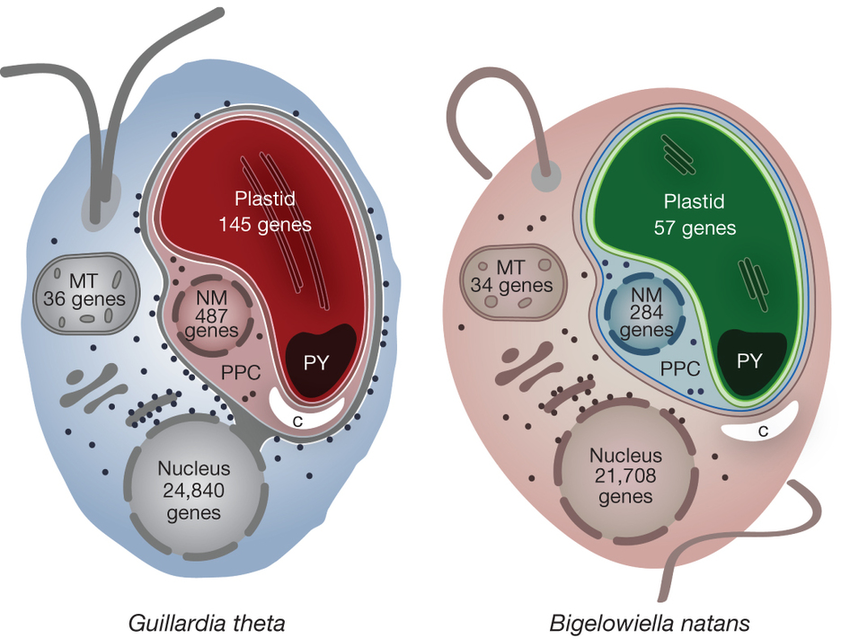 Plastid
145 genes
MT
36 genes
NM
487
genes
PPC
PY
C
Nucleus
24,840
genes
Guillardia theta
Plastid
57 genes
MT
34 genes
NM
284
genes
PPC
PY
C
Nucleus
21,708
genes
Bigelowiella natans